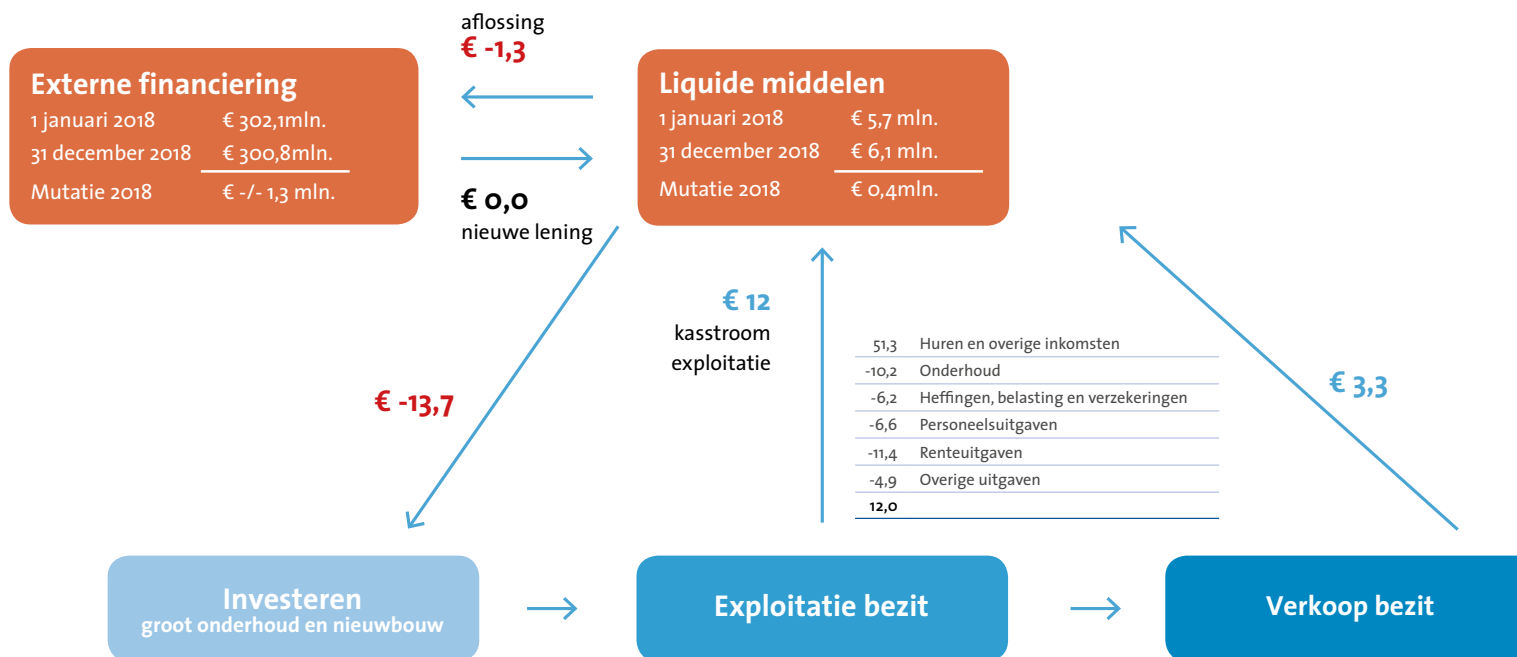 aflossing
€ -1,3
Externe financiering
1 januari 2018 € 302,1mln.
31 december 2018 € 300,8mln.
Mutatie 2018 € -/- 1,3 mln.
Liquide middelen
1 januari 2018 € 5,7 mln.
31 december 2018 € 6,1 mln.
Mutatie 2018 € 0,4mln.
€ 0,0
nieuwe lening
€ -13,7
€ 12
kasstroom
exploitatie
51,3 Huren en overige inkomsten
-10,2 Onderhoud
-6,2 Heffingen, belasting en verzekeringen
-6,6 Personeelsuitgaven
-11,4 Renteuitgaven
-4,9 Overige uitgaven
12,0
€ 3,3
Investeren
groot onderhoud en nieuwbouw
Exploitatie bezit
Verkoop bezit